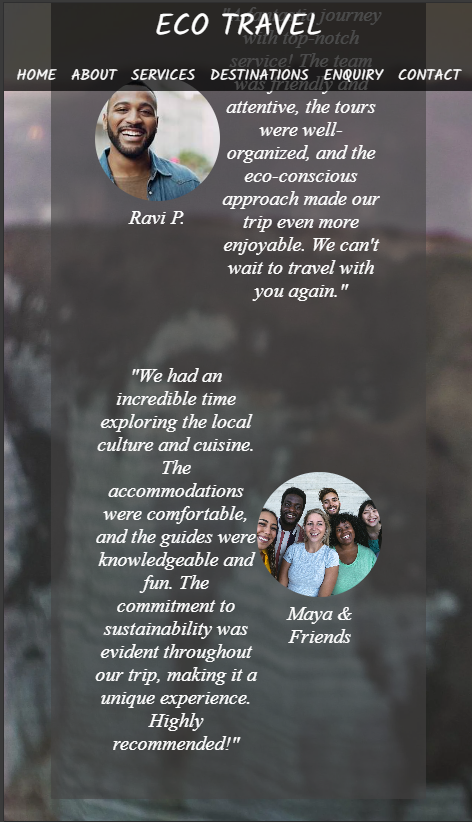 ECO TRAVEL
HOME ABOUT SERVICES DESTINATIONS ENQUIRY CONTACT
"A fantastic journey
with top-notch
service! The team
was friendly and
attentive, the tours
were well-
organized, and the
eco-conscious
approach made our
trip even more
enjoyable. We can't
wait to travel with
you again."
Ravi P.
"We had an
incredible time
exploring the local
culture and cuisine.
The
accommodations
were comfortable,
and the guides were
knowledgeable and
fun. The
commitment to
sustainability was
evident throughout
our trip, making it a
unique experience.
Highly
recommended!"
Maya &
Friends